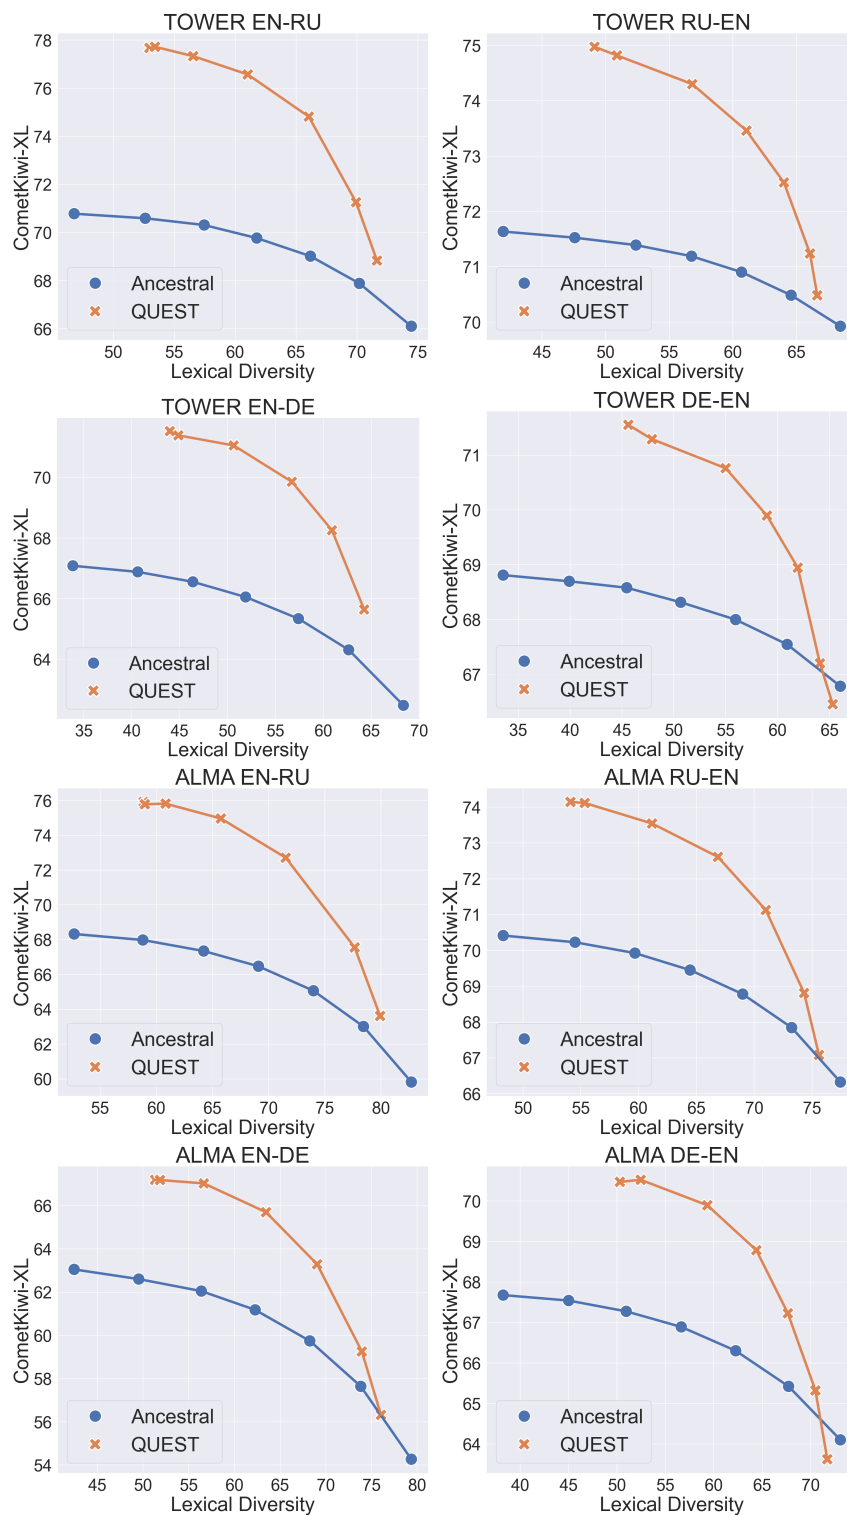 TOWER EN-RU
CometKiwi-XL
78
76
74
72
70
68
66
Ancestral
QUEST
50 55 60 65 70 75
Lexical Diversity
TOWER RU-EN
CometKiwi-XL
75
74
73
72
71
70
Ancestral
QUEST
45 50 55 60 65
Lexical Diversity
TOWER EN-DE
CometKiwi-XL
70
68
66
64
Ancestral
QUEST
35 40 45 50 55 60 65 70
Lexical Diversity
TOWER DE-EN
CometKiwi-XL
71
70
69
68
67
Ancestral
QUEST
35 40 45 50 55 60 65
Lexical Diversity
ALMA EN-RU
CometKiwi-XL
76
74
72
70
68
66
64
62
60
Ancestral
QUEST
55 60 65 70 75 80
Lexical Diversity
ALMA RU-EN
CometKiwi-XL
74
73
72
71
70
69
68
67
66
Ancestral
QUEST
50 55 60 65 70 75
Lexical Diversity
ALMA EN-DE
CometKiwi-XL
66
64
62
60
58
56
54
Ancestral
QUEST
45 50 55 60 65 70 75 80
Lexical Diversity
ALMA DE-EN
CometKiwi-XL
70
69
68
67
66
65
64
Ancestral
QUEST
40 45 50 55 60 65 70
Lexical Diversity